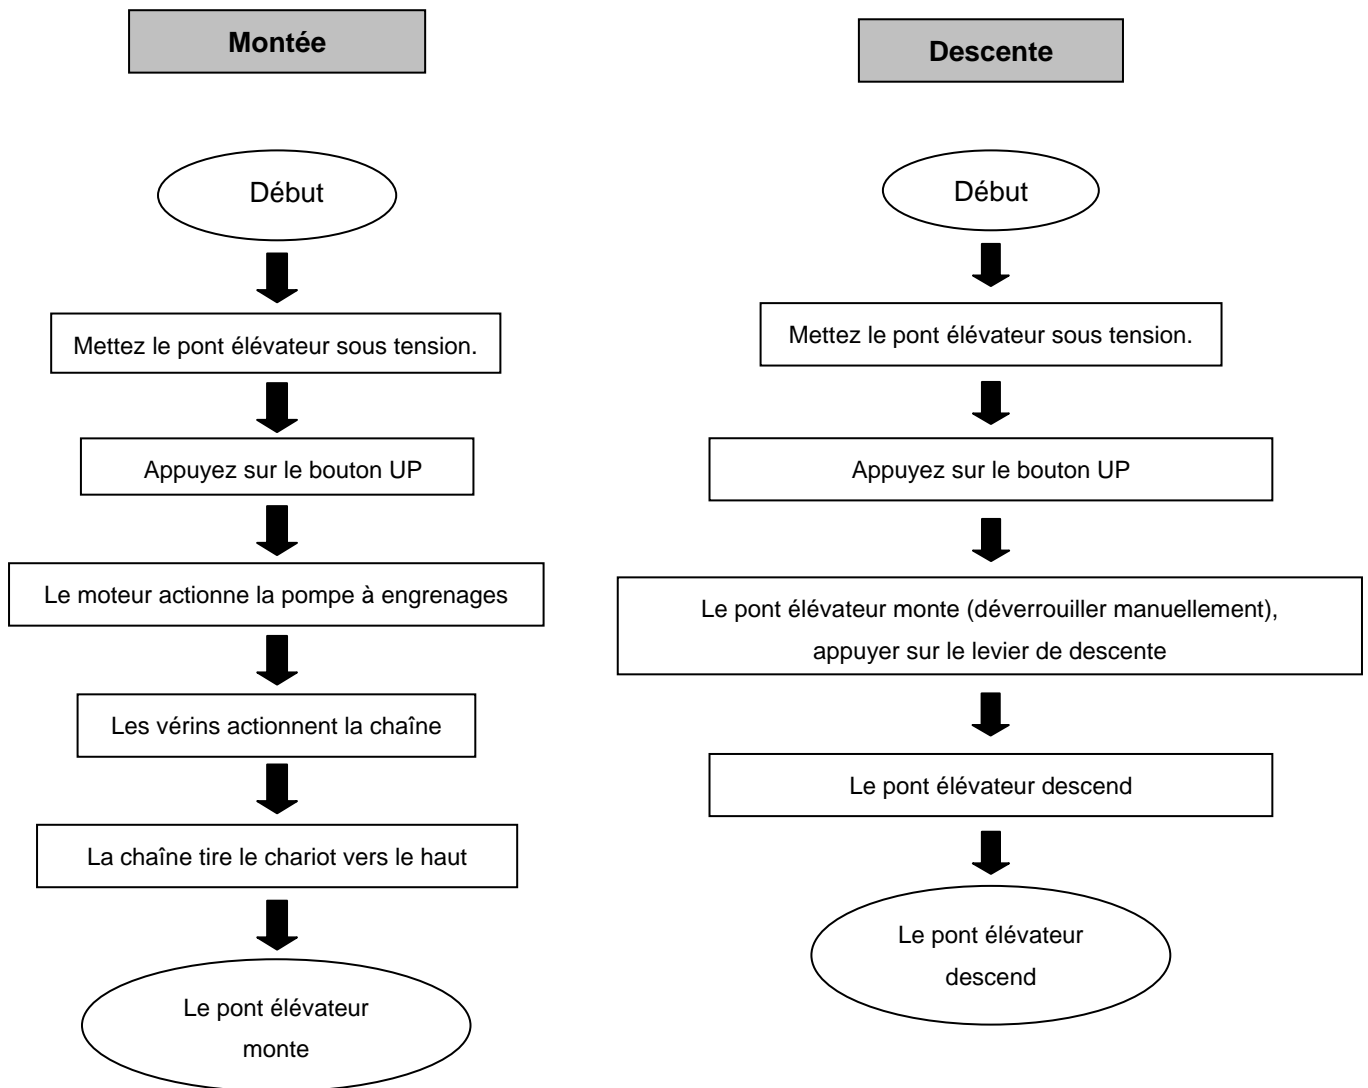 Montée
Début
Mettez le pont élévateur sous tension.
Appuyez sur le bouton UP
Le moteur actionne la pompe à engrenages
Les vérins actionnent la chaîne
La chaîne tire le chariot vers le haut
Le pont élévateur
monte
Descente
Début
Mettez le pont élévateur sous tension.
Appuyez sur le bouton UP
Le pont élévateur monte (déverrouiller manuellement),
appuyer sur le levier de descente
Le pont élévateur descend
Le pont élévateur
descend